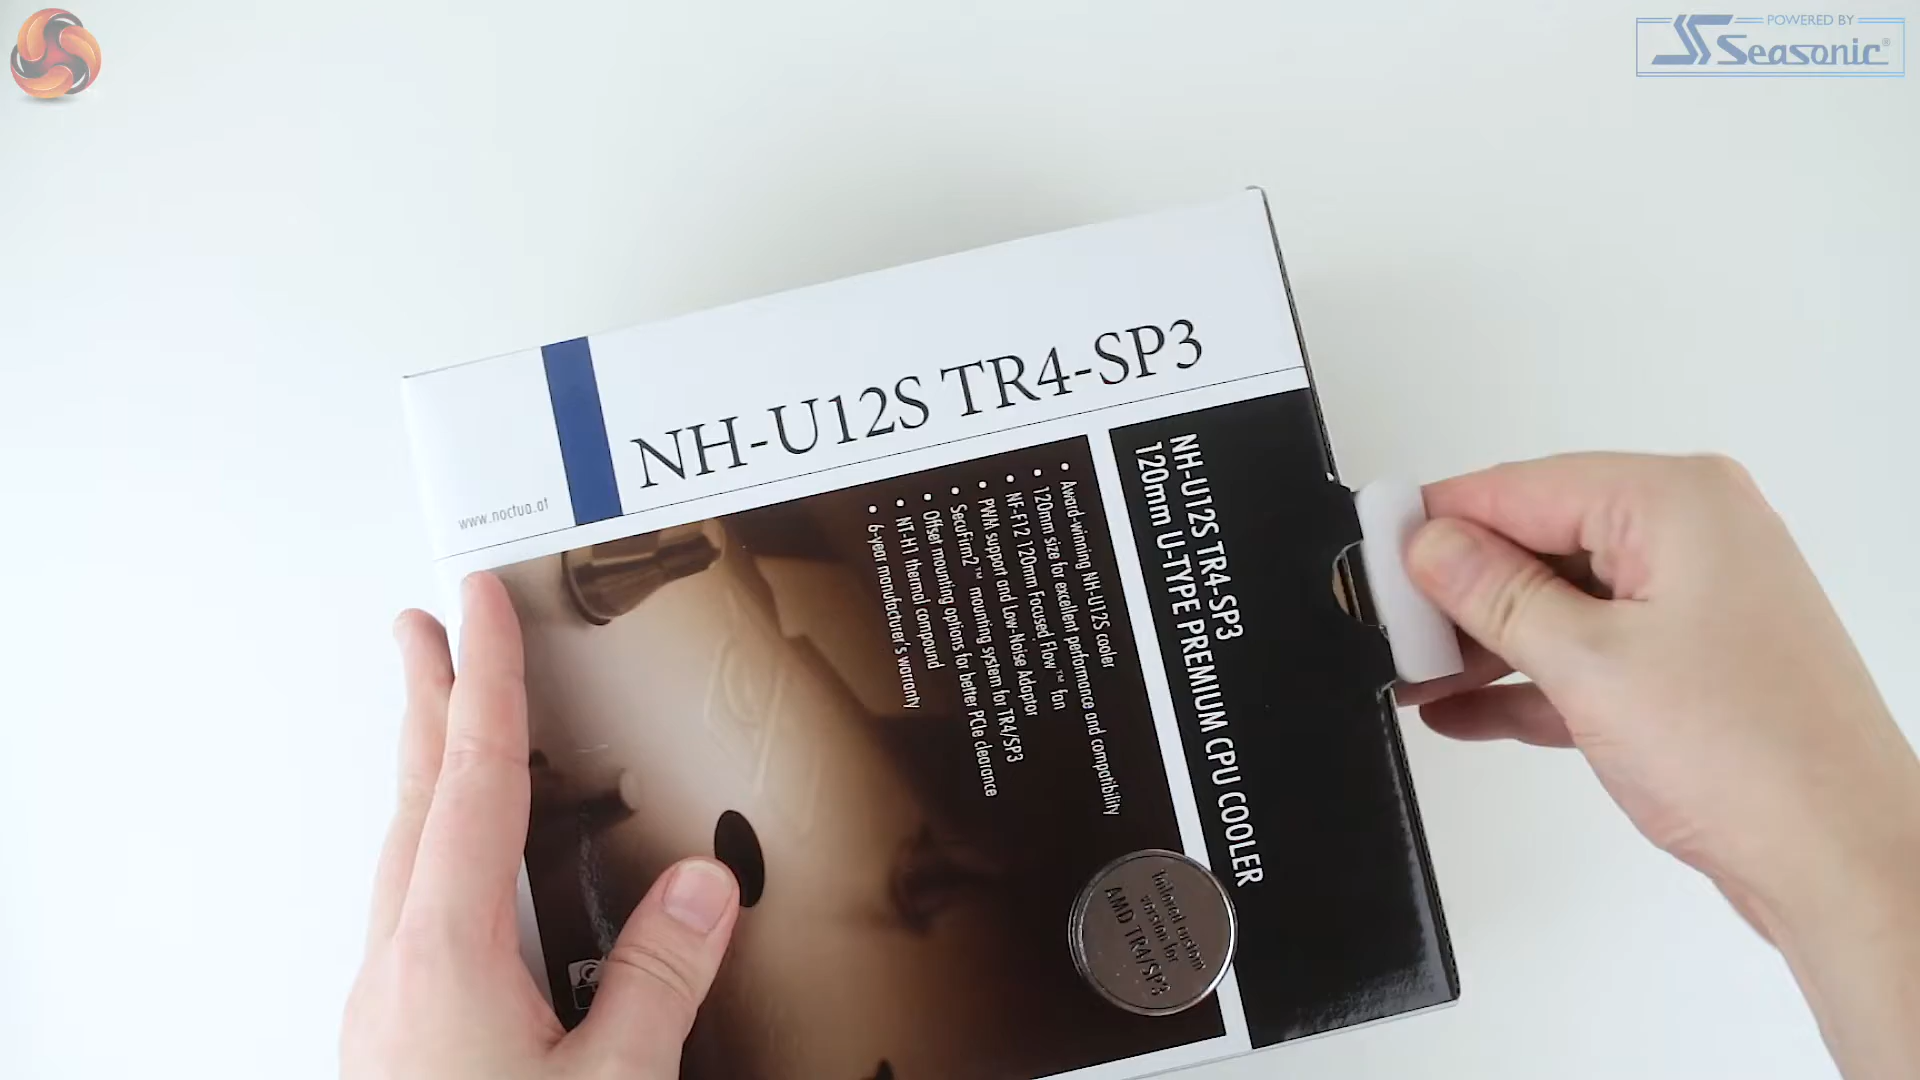 POWERED BY
Seasonic®
NH-U12S TR4-SP3
www.noctua.at
NH-U12S TR4-SP3
120mm U-TYPE PREMIUM CPU COOLER
• Award-winning NH-U12S cooler
• 120mm size for excellent performance and compatibility
• NF-F12 120mm Focused Flow™ fan
• PWM support and Low-Noise Adaptor
• SecuFirm2™ mounting system for TR4/SP3
• Offset mounting options for better PCIe clearance
• NT-H1 thermal compound
• 6-year manufacturer's warranty
tailored custom
version for
AMD TR4/SP3